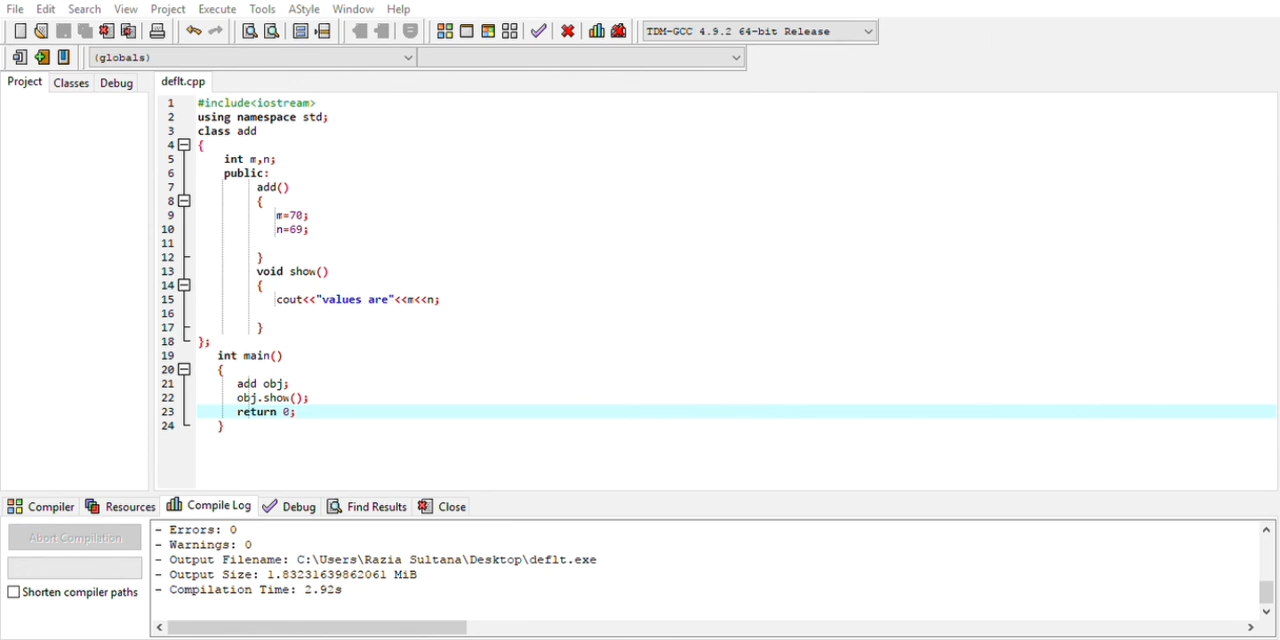 File Edit Search View Project Execute Tools AStyle Window Help
TDM-GCC 4.9.2 64-bit Release
(globals)
Project Classes Debug
deflt.cpp
1 #include<iostream>
2 using namespace std;
3 class add
4 {
5 int m,n;
6 public:
7 add()
8 {
9 m=70;
10 n=69;
11
12 }
13 void show()
14 {
15 cout<<"values are"<<m<<n;
16
17 }
18 };
19 int main()
20 {
21 add obj;
22 obj.show();
23 return 0;
24 }
Compiler Resources Compile Log Debug Find Results Close
Abort Compilation
Shorten compiler paths
- Errors: 0
- Warnings: 0
- Output Filename: C:\Users\Razia Sultana\Desktop\deflt.exe
- Output Size: 1.83231639862061 MiB
- Compilation Time: 2.92s